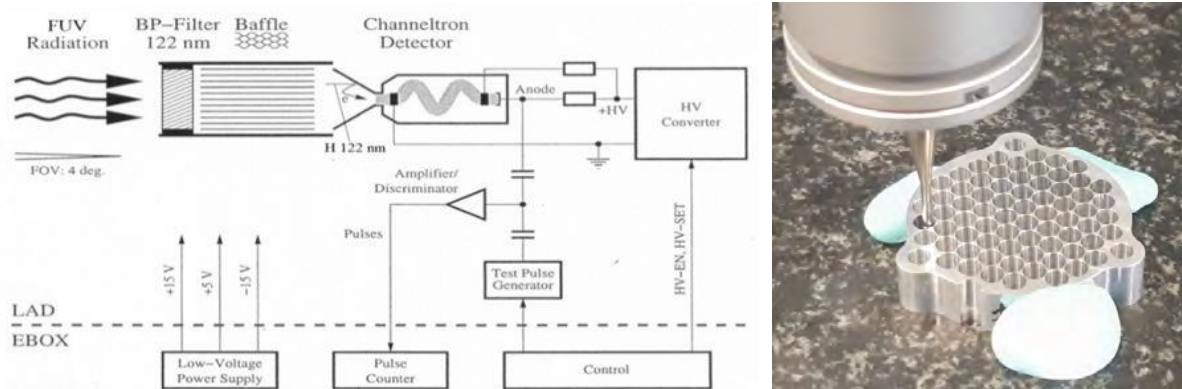 FUV
Radiation
BP-Filter
122 nm
Baffle
Channeltron
Detector
e-
H 122 nm
Anode
+HV
HV
Converter
FOV: 4 deg.
Amplifier/
Discriminator
Pulses
HV-EN, HV-SET
+15 V
+5 V
-15 V
Test Pulse
Generator
LAD
EBOX
Low-Voltage
Power Supply
Pulse
Counter
Control